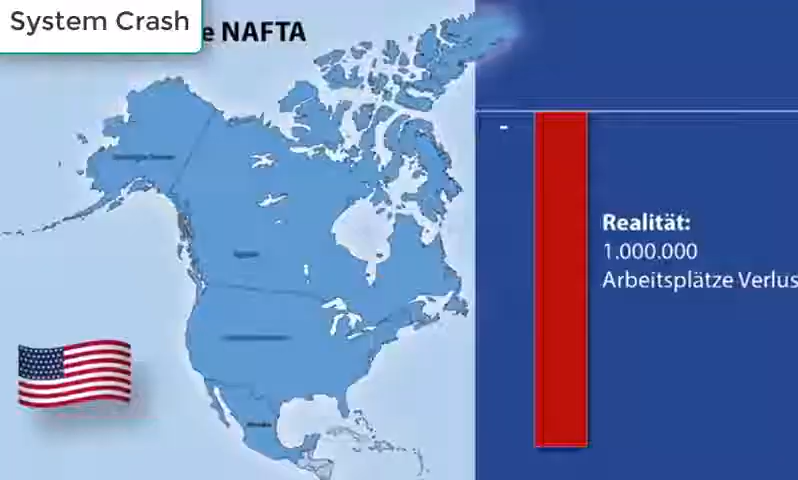 System Crash
e NAFTA
-
Realität:
1.000.000
Arbeitsplätze Verlus